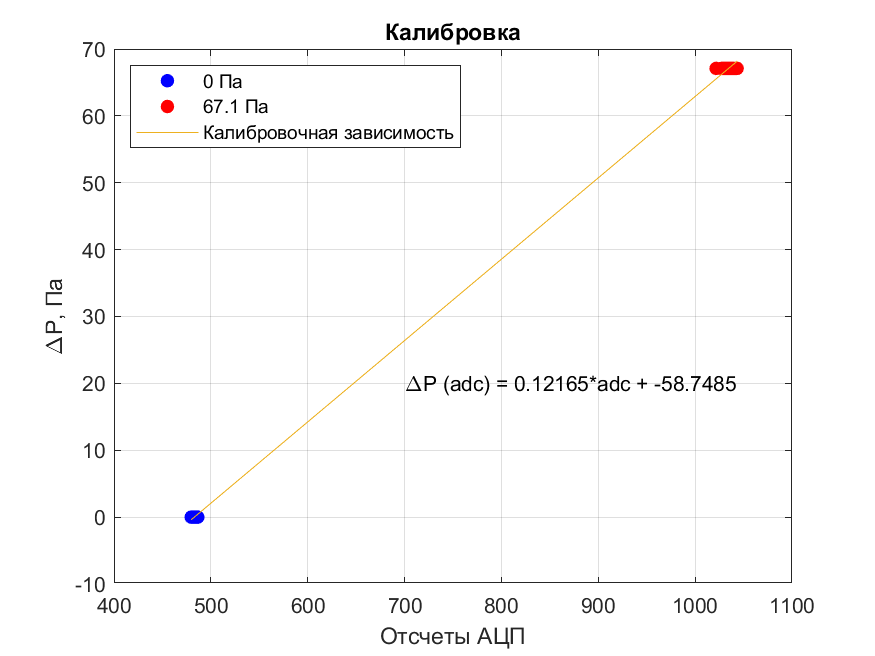 Калибровка
70
60
50
40
30
20
10
0
-10
400 500 600 700 800 900 1000 1100
ΔP, Па
Отсчеты АЦП
0 Па
67.1 Па
Калибровочная зависимость
ΔP (adc) = 0.12165*adc + -58.7485